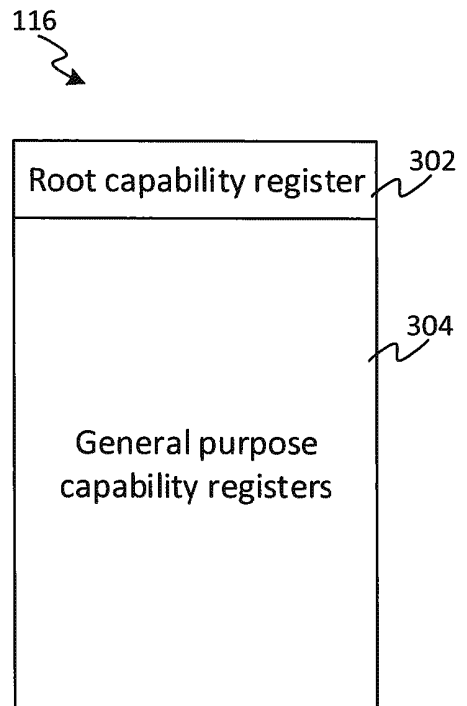 116
Root capability register
302
304
General purpose
capability registers